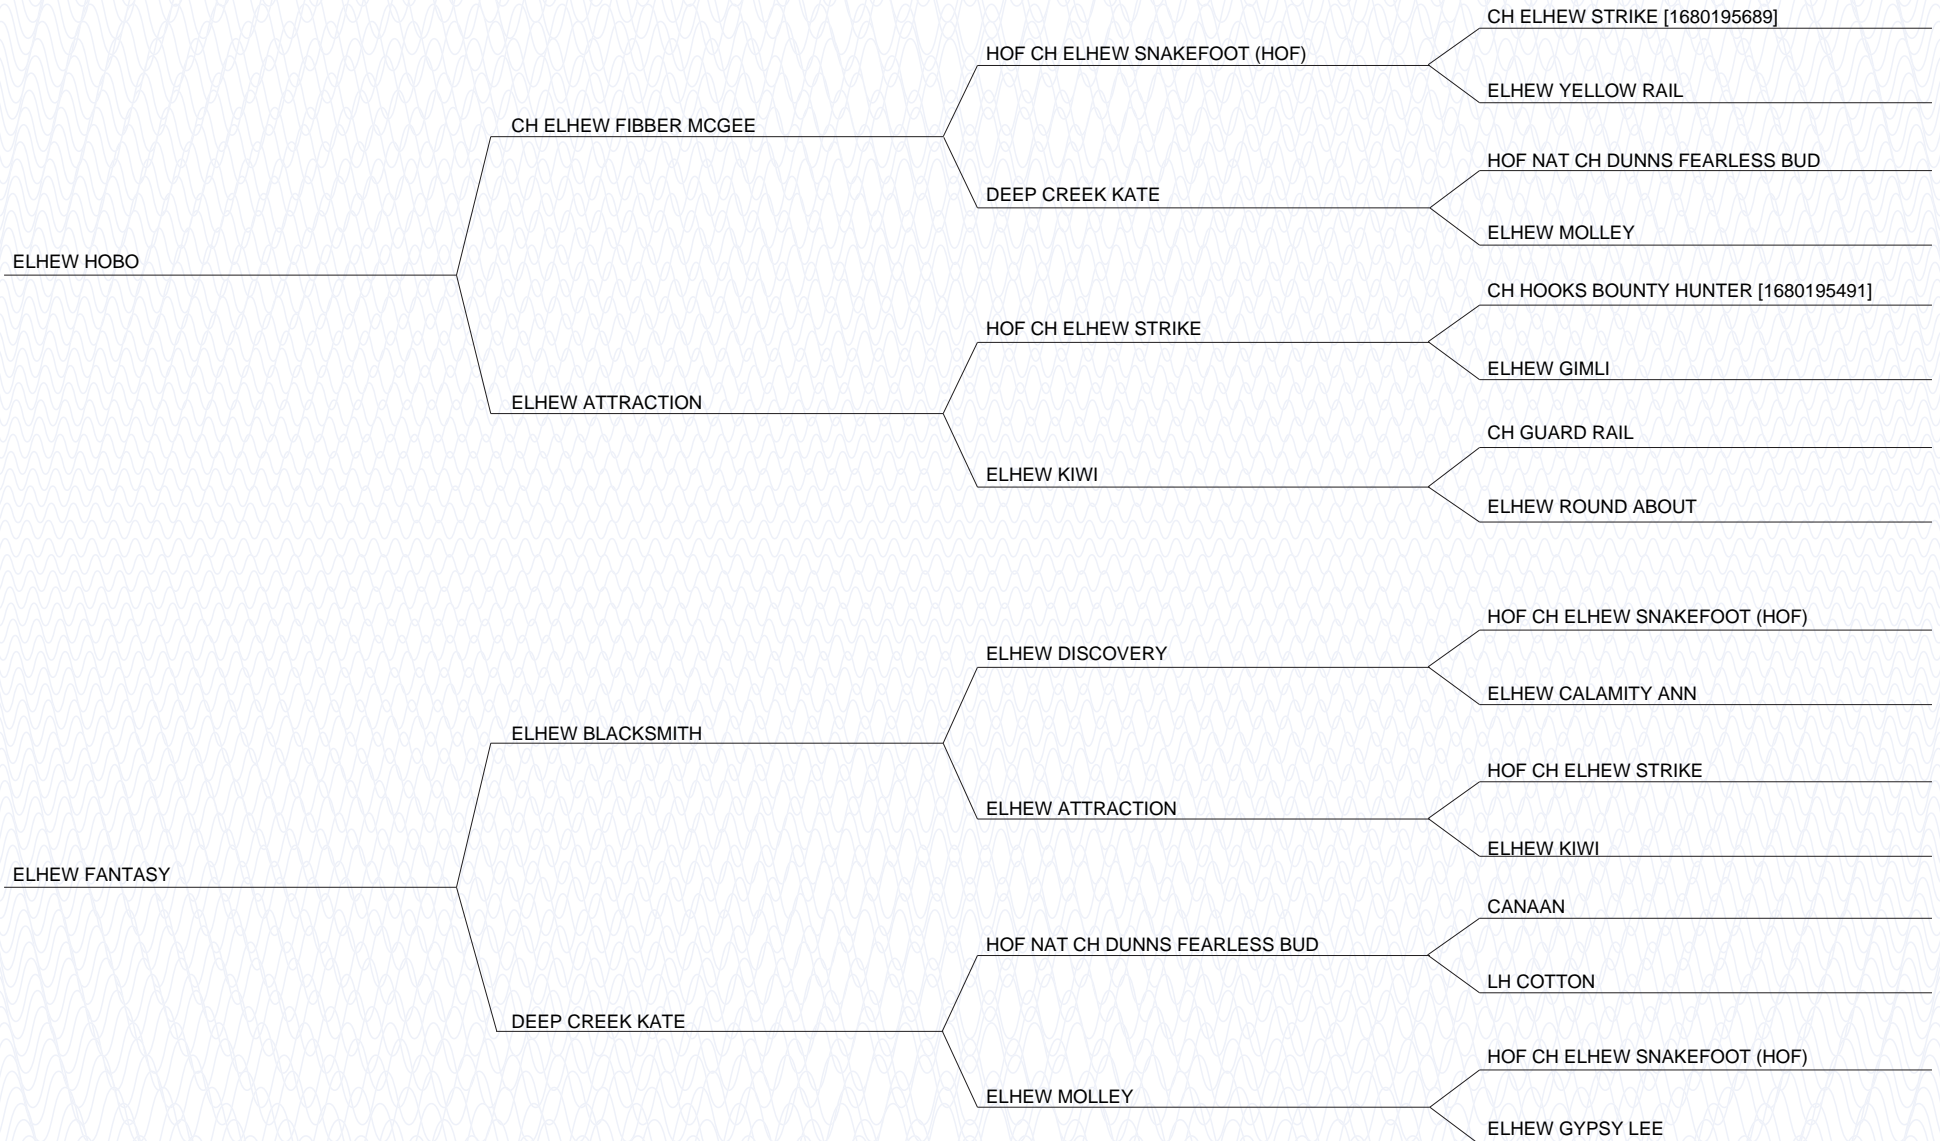 CH ELHEW STRIKE [1680195689]
HOF CH ELHEW SNAKEFOOT (HOF)
ELHEW YELLOW RAIL
CH ELHEW FIBBER MCGEE
HOF NAT CH DUNNS FEARLESS BUD
DEEP CREEK KATE
ELHEW MOLLEY
ELHEW HOBO
CH HOOKS BOUNTY HUNTER [1680195491]
HOF CH ELHEW STRIKE
ELHEW GIMLI
ELHEW ATTRACTION
CH GUARD RAIL
ELHEW KIWI
ELHEW ROUND ABOUT
HOF CH ELHEW SNAKEFOOT (HOF)
ELHEW DISCOVERY
ELHEW CALAMITY ANN
ELHEW BLACKSMITH
HOF CH ELHEW STRIKE
ELHEW ATTRACTION
ELHEW KIWI
ELHEW FANTASY
CANAAN
HOF NAT CH DUNNS FEARLESS BUD
LH COTTON
DEEP CREEK KATE
HOF CH ELHEW SNAKEFOOT (HOF)
ELHEW MOLLEY
ELHEW GYPSY LEE